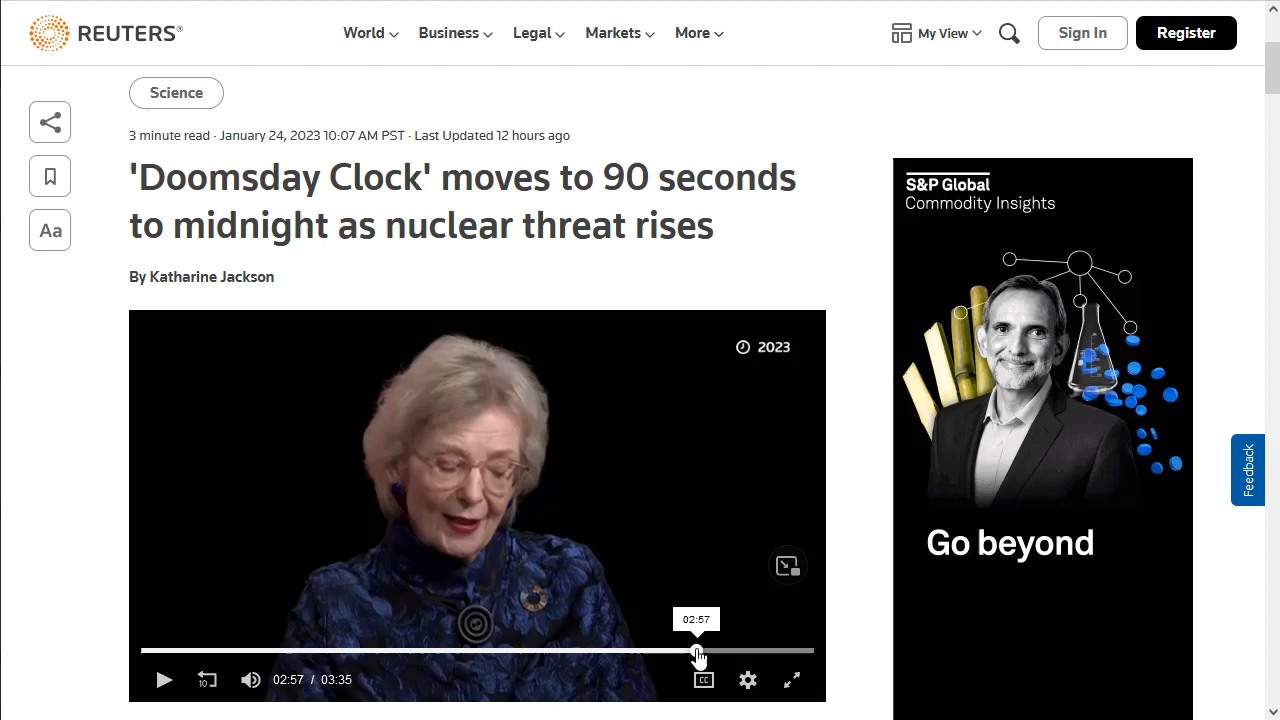 REUTERS®
World
Business
Legal
Markets
More
My View
Sign In
Register
Science
3 minute read · January 24, 2023 10:07 AM PST · Last Updated 12 hours ago
'Doomsday Clock' moves to 90 seconds
to midnight as nuclear threat rises
Aa
By Katharine Jackson
2023
02:57
10
02:57 / 03:35
CC
S&P Global
Commodity Insights
Go beyond
Feedback